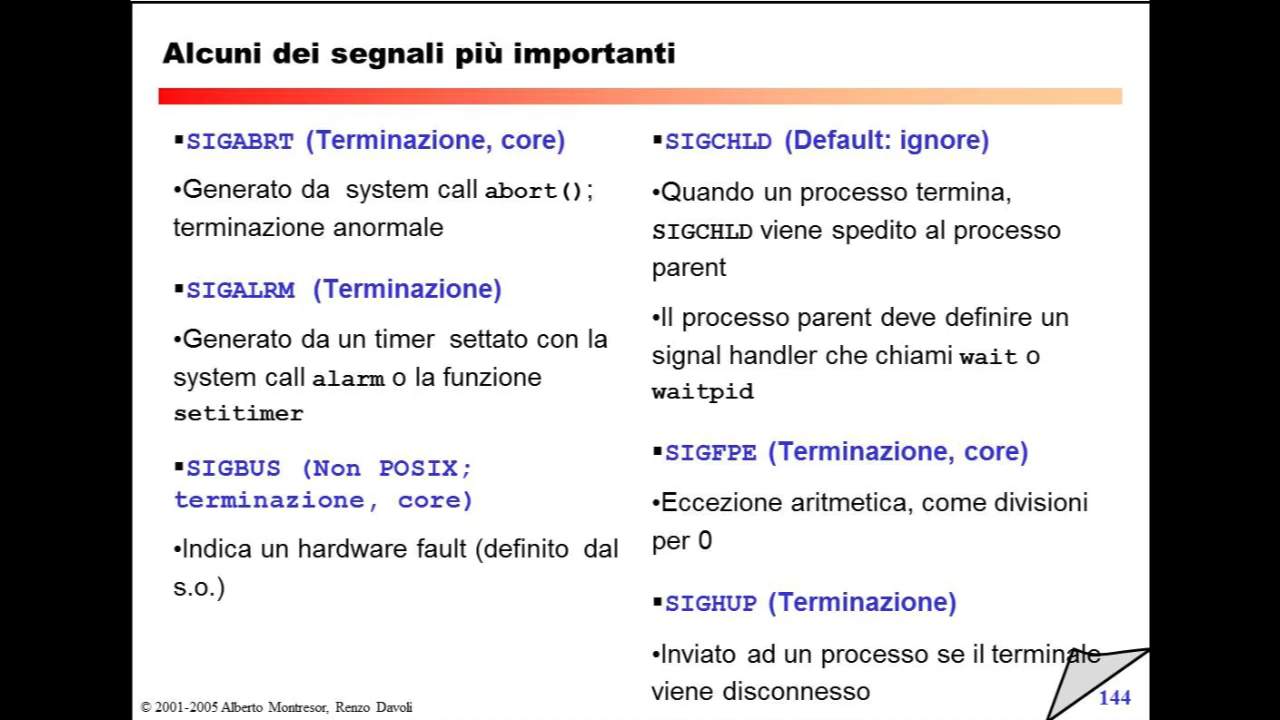 Alcuni dei segnali più importanti
▪SIGABRT (Terminazione, core)
•Generato da system call abort();
terminazione anormale
▪SIGALRM (Terminazione)
•Generato da un timer settato con la
system call alarm o la funzione
setitimer
▪SIGBUS (Non POSIX;
terminazione, core)
•Indica un hardware fault (definito dal
s.o.)
▪SIGCHLD (Default: ignore)
•Quando un processo termina,
SIGCHLD viene spedito al processo
parent
•Il processo parent deve definire un
signal handler che chiami wait o
waitpid
▪SIGFPE (Terminazione, core)
•Eccezione aritmetica, come divisioni
per 0
▪SIGHUP (Terminazione)
•Inviato ad un processo se il terminale
viene disconnesso
© 2001-2005 Alberto Montresor, Renzo Davoli
144